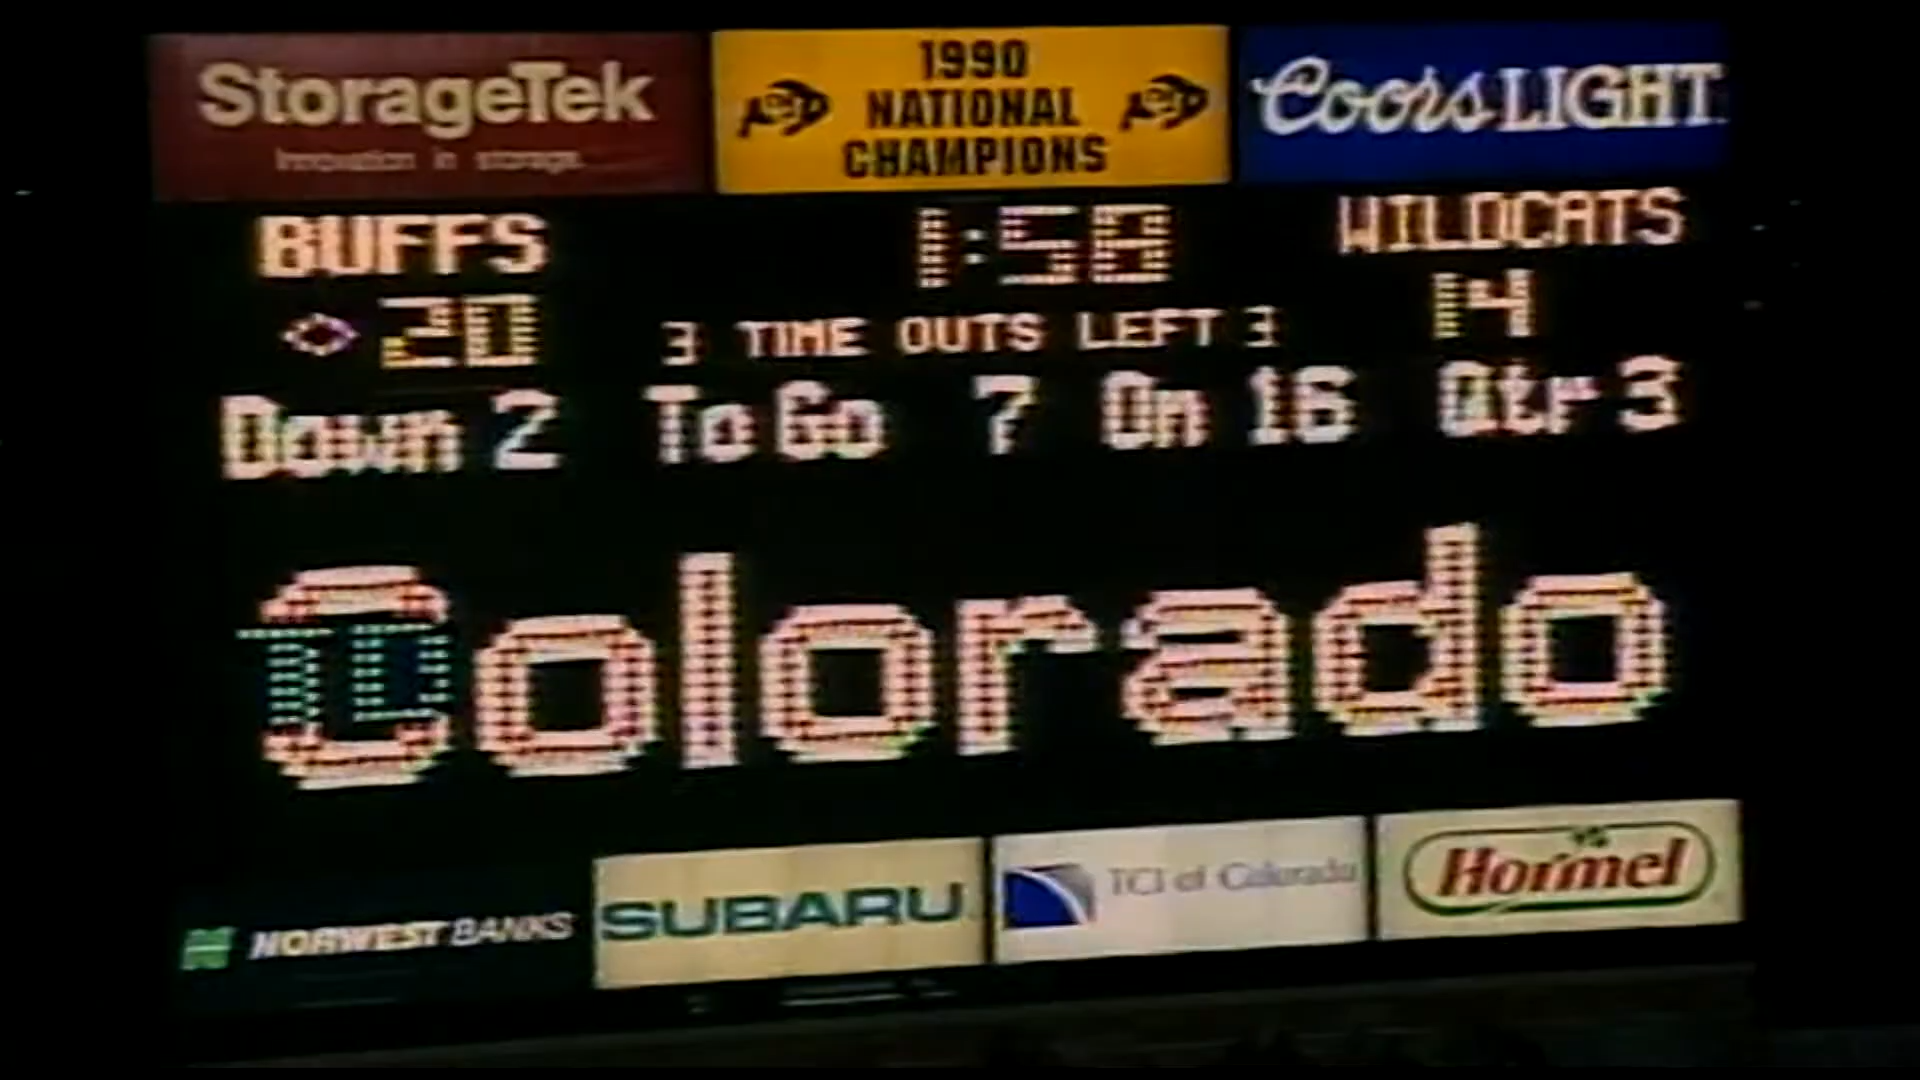 StorageTek
Innovation in storage
1990
NATIONAL
CHAMPIONS
Coors LIGHT
BUFFS 1:58 WILDCATS
20 3 TIME OUTS LEFT 3 14
Down 2 To Go 7 On 16 Qtr 3
Colorado
NORWEST BANKS
SUBARU
TCI of Colorado
Hormel